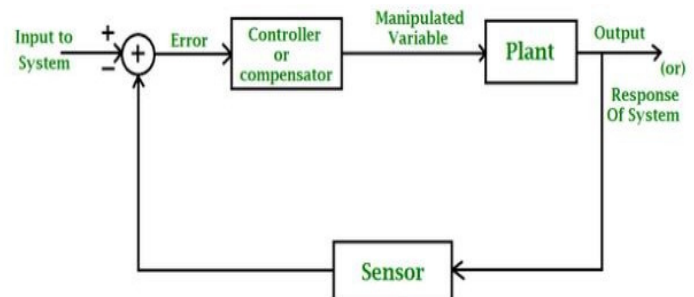 Input to
System
+
−
+
Error
Controller
or
compensator
Manipulated
Variable
Plant
Output
(or)
Response
Of System
Sensor